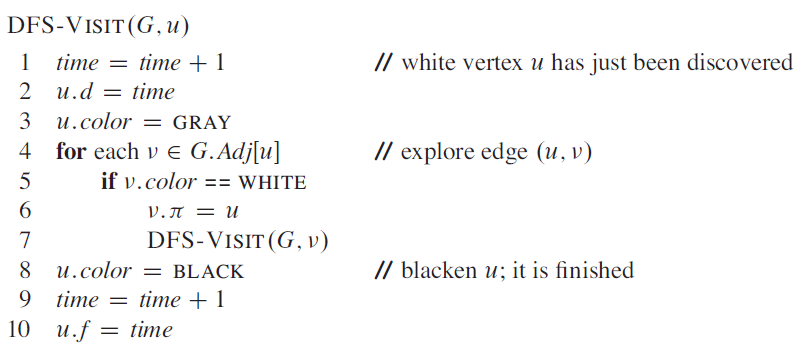 DFS-VISIT(G, u)
1 time = time + 1 // white vertex u has just been discovered
2 u.d = time
3 u.color = GRAY
4 for each v ∈ G.Adj[u] // explore edge (u, v)
5 if v.color == WHITE
6 v.π = u
7 DFS-VISIT(G, v)
8 u.color = BLACK // blacken u; it is finished
9 time = time + 1
10 u.f = time